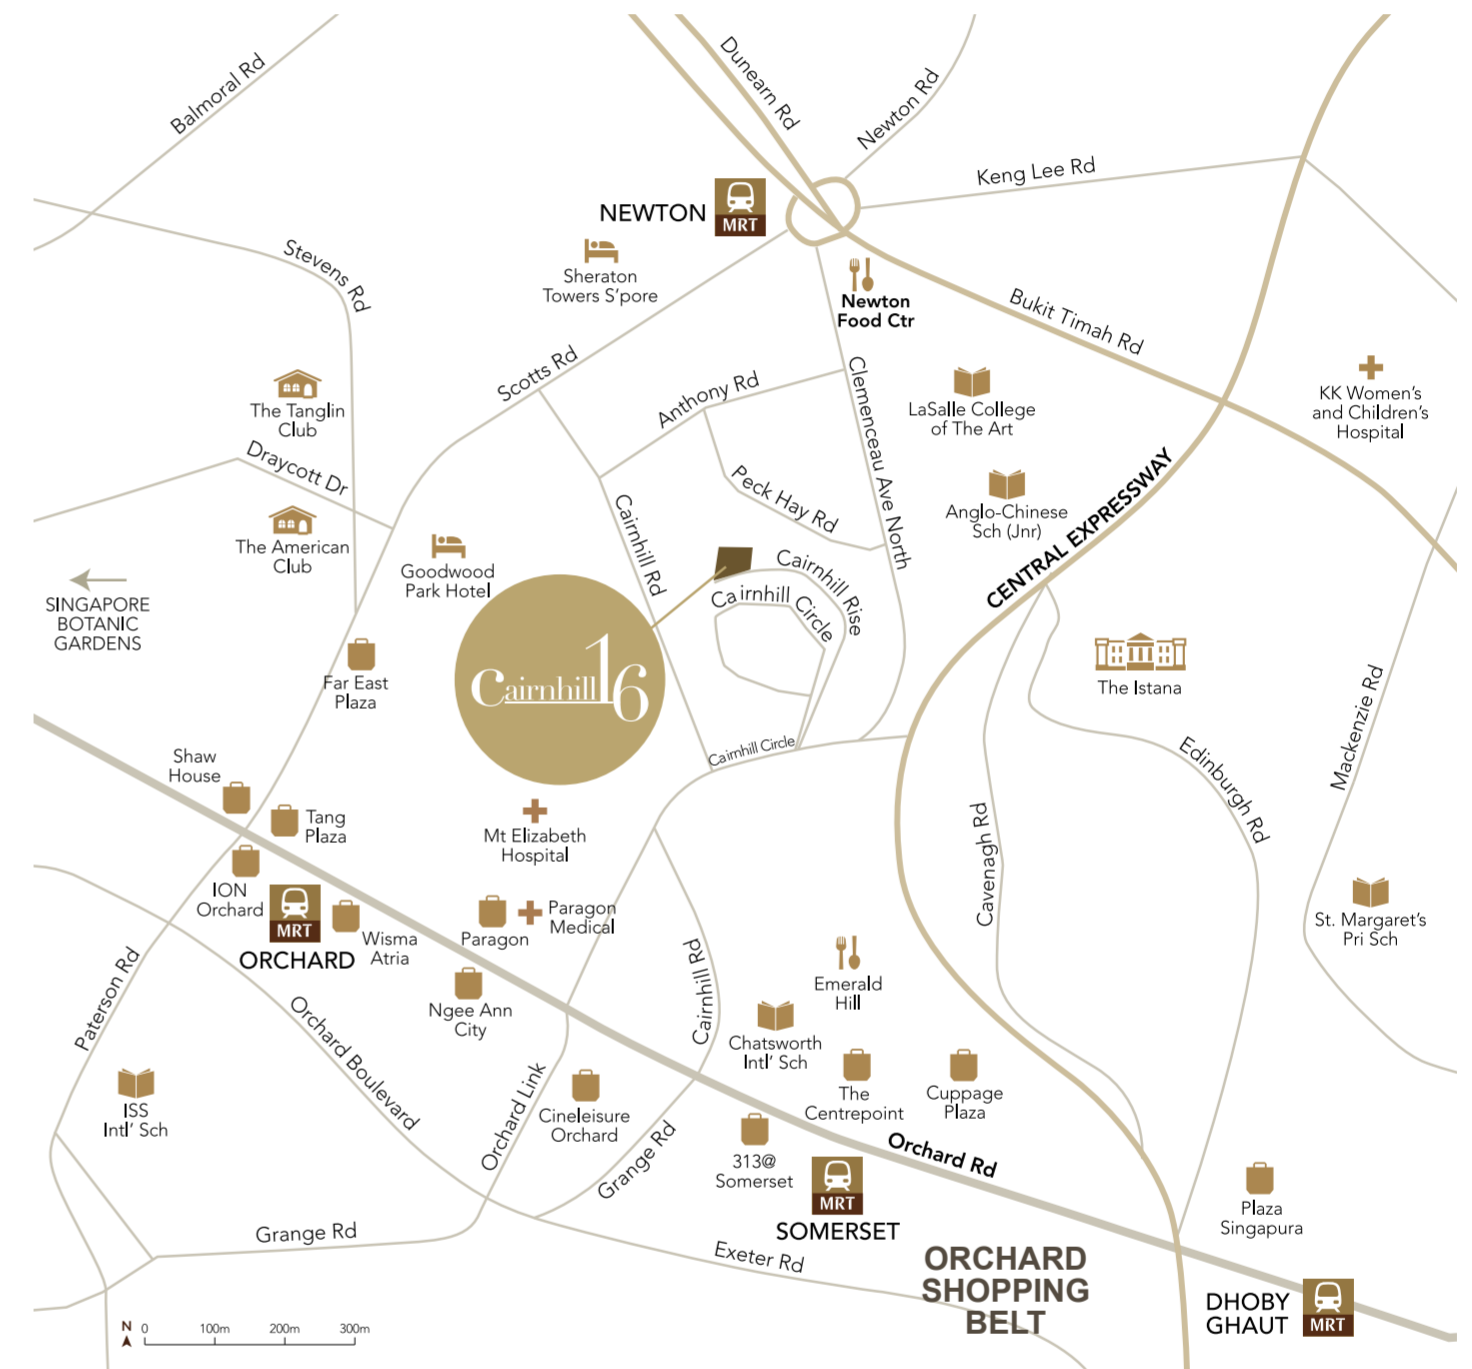 Balmoral Rd
Dunearn Rd
Newton Rd
Keng Lee Rd
NEWTON
MRT
Stevens Rd
Sheraton
Towers S'pore
Newton
Food Ctr
Bukit Timah Rd
Scotts Rd
Anthony Rd
Clemenceau Ave North
LaSalle College
of The Art
KK Women's
and Children's
Hospital
The Tanglin
Club
Draycott Dr
Peck Hay Rd
Anglo-Chinese
Sch (Jnr)
CENTRAL EXPRESSWAY
The American
Club
Goodwood
Park Hotel
Cairnhill Rd
Cairnhill Rise
Cairnhill Circle
SINGAPORE
BOTANIC
GARDENS
Far East
Plaza
Cairnhill 16
The Istana
Mackenzie Rd
Edinburgh Rd
Cairnhill Circle
Shaw
House
Tang
Plaza
Mt Elizabeth
Hospital
Cavenagh Rd
ION
Orchard
MRT
ORCHARD
Wisma
Atria
Paragon
Paragon
Medical
St. Margaret's
Pri Sch
Paterson Rd
Orchard Boulevard
Ngee Ann
City
Cairnhill Rd
Emerald
Hill
Chatsworth
Intl' Sch
ISS
Intl' Sch
Orchard Link
Cineleisure
Orchard
The
Centrepoint
Cuppage
Plaza
Grange Rd
313@
Somerset
MRT
SOMERSET
Orchard Rd
Plaza
Singapura
Grange Rd
Exeter Rd
ORCHARD
SHOPPING
BELT
DHOBY
GHAUT
MRT
N 0 100m 200m 300m